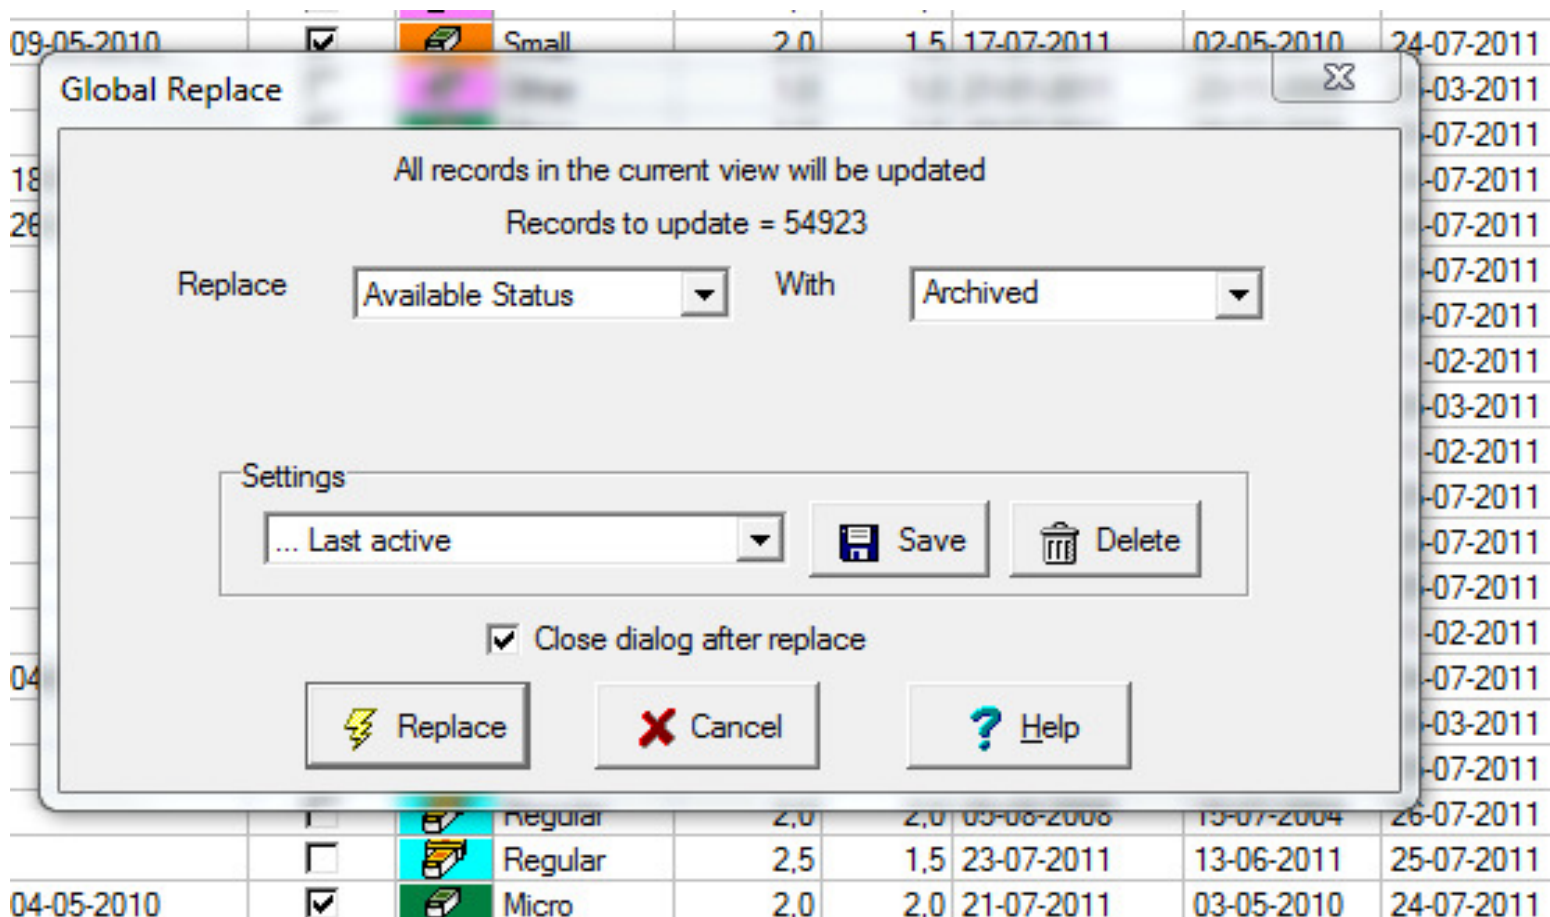 09-05-2010 Small 2,0 1,5 17-07-2011 02-05-2010 24-07-2011
Global Replace
-03-2011
-07-2011
All records in the current view will be updated
18 -07-2011
Records to update = 54923
26 -07-2011
Replace Available Status With Archived
-07-2011
-07-2011
-02-2011
-03-2011
-02-2011
Settings
-07-2011
... Last active Save Delete
-07-2011
-07-2011
Close dialog after replace
-02-2011
04 -07-2011
Replace Cancel Help
-03-2011
-07-2011
Regular 2,0 2,0 05-08-2008 15-07-2004 26-07-2011
Regular 2,5 1,5 23-07-2011 13-06-2011 25-07-2011
04-05-2010 Micro 2,0 2,0 21-07-2011 03-05-2010 24-07-2011